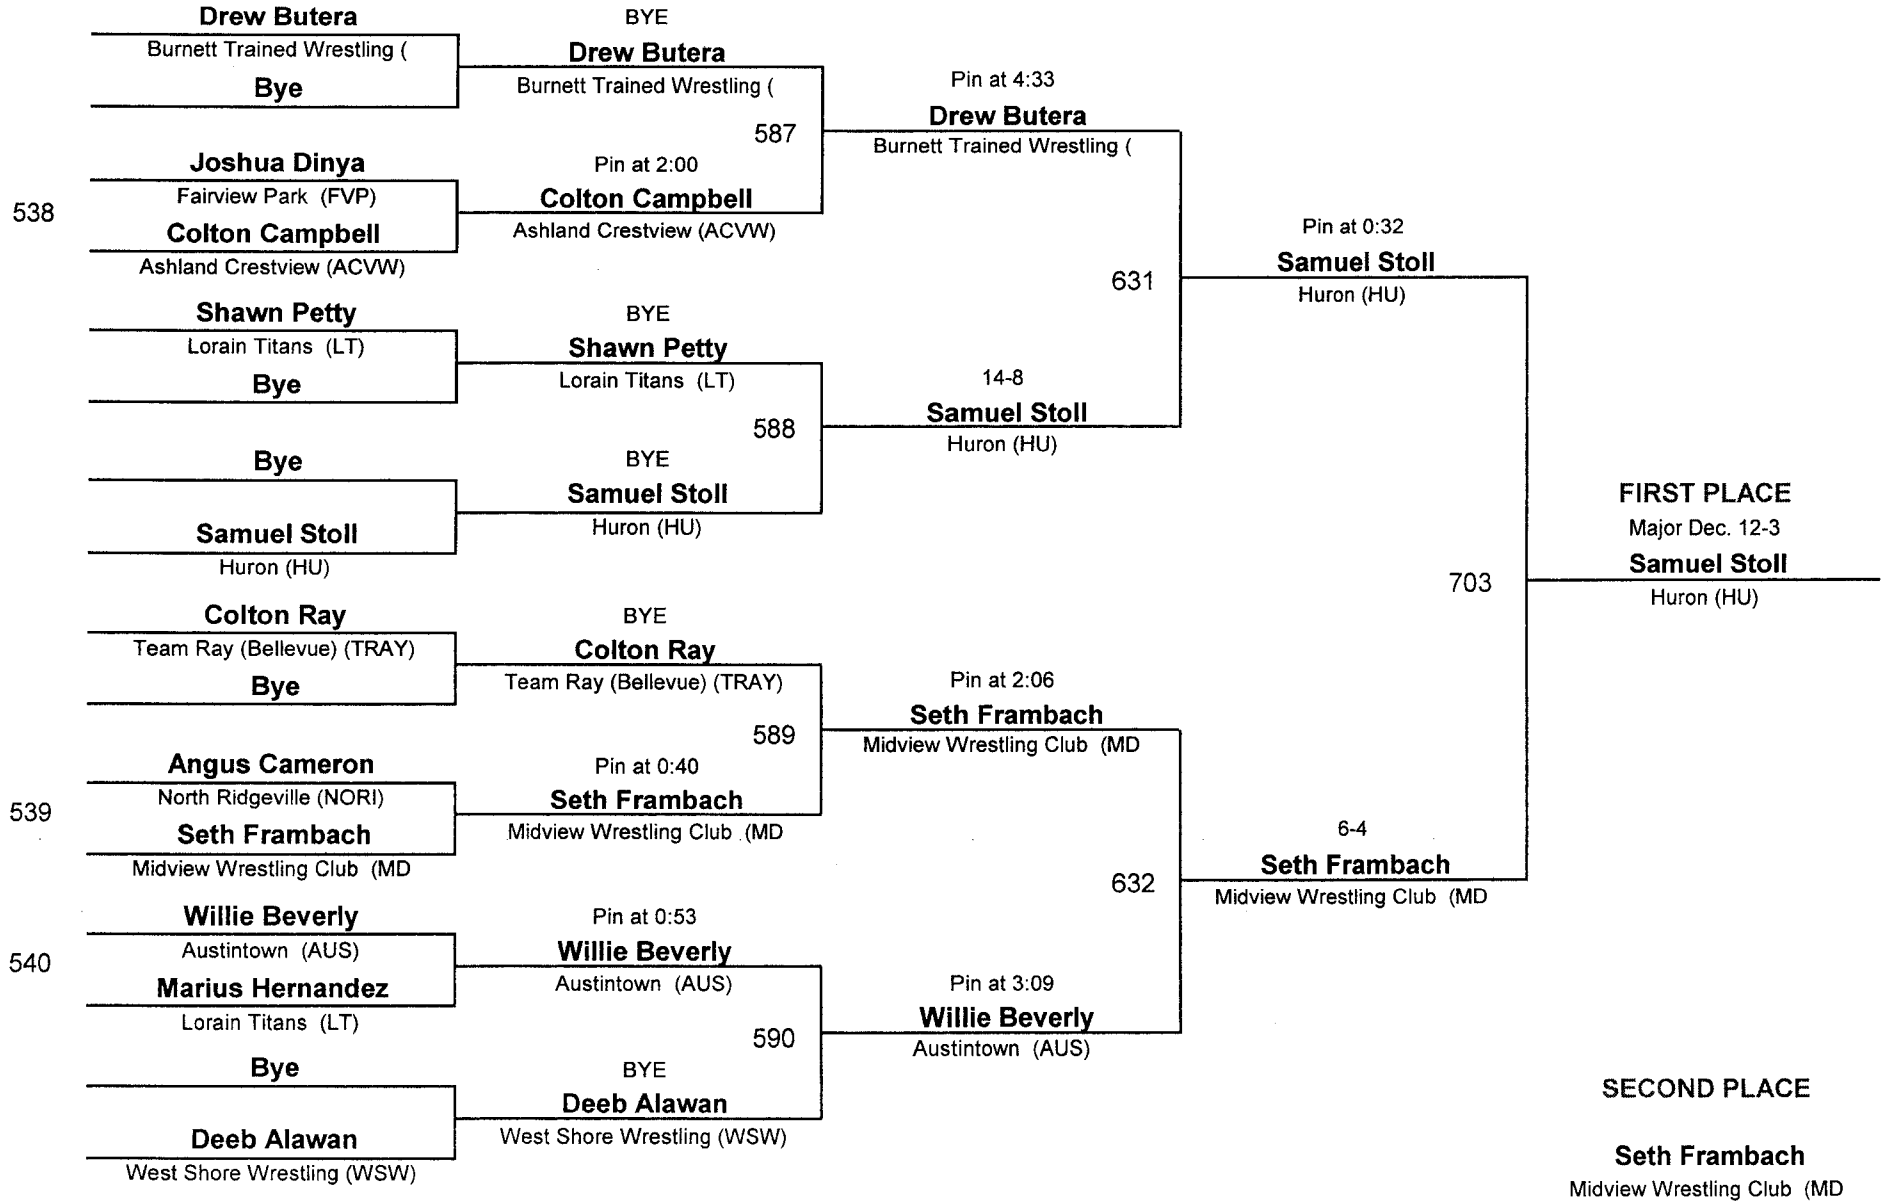 Drew Butera
Burnett Trained Wrestling (
Bye
538
Joshua Dinya
Fairview Park (FVP)
Colton Campbell
Ashland Crestview (ACVW)
Shawn Petty
Lorain Titans (LT)
Bye
Bye
Samuel Stoll
Huron (HU)
Colton Ray
Team Ray (Bellevue) (TRAY)
Bye
539
Angus Cameron
North Ridgeville (NORI)
Seth Frambach
Midview Wrestling Club (MD
540
Willie Beverly
Austintown (AUS)
Marius Hernandez
Lorain Titans (LT)
Bye
Deeb Alawan
West Shore Wrestling (WSW)
BYE
Drew Butera
Burnett Trained Wrestling (
587
Pin at 2:00
Colton Campbell
Ashland Crestview (ACVW)
BYE
Shawn Petty
Lorain Titans (LT)
588
BYE
Samuel Stoll
Huron (HU)
BYE
Colton Ray
Team Ray (Bellevue) (TRAY)
589
Pin at 0:40
Seth Frambach
Midview Wrestling Club (MD
Pin at 0:53
Willie Beverly
Austintown (AUS)
590
BYE
Deeb Alawan
West Shore Wrestling (WSW)
Pin at 4:33
Drew Butera
Burnett Trained Wrestling (
631
14-8
Samuel Stoll
Huron (HU)
Pin at 2:06
Seth Frambach
Midview Wrestling Club (MD
632
Pin at 3:09
Willie Beverly
Austintown (AUS)
Pin at 0:32
Samuel Stoll
Huron (HU)
703
6-4
Seth Frambach
Midview Wrestling Club (MD
FIRST PLACE
Major Dec. 12-3
Samuel Stoll
Huron (HU)
SECOND PLACE
Seth Frambach
Midview Wrestling Club (MD